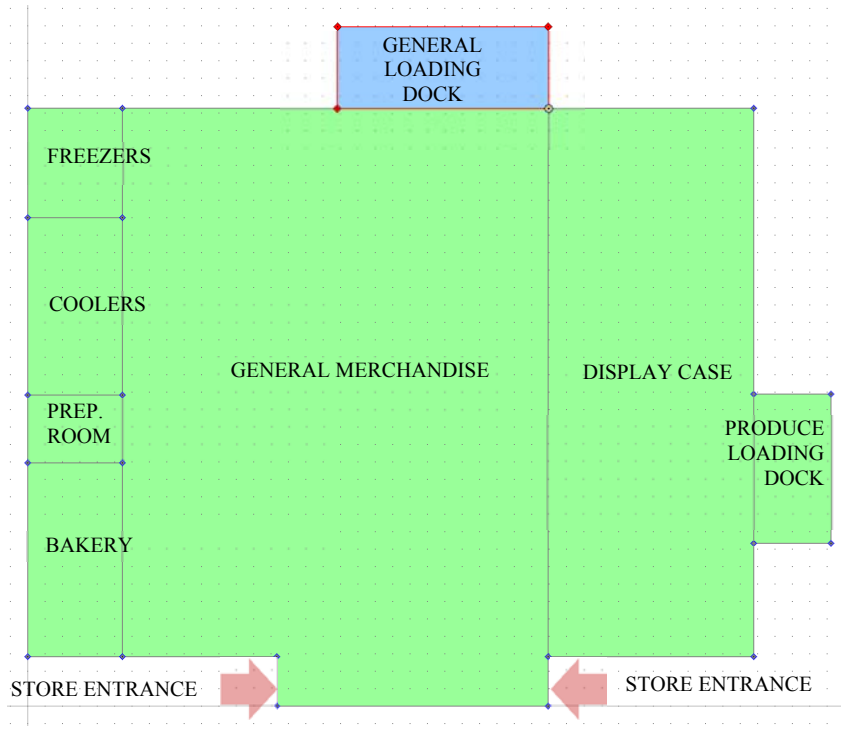 GENERAL
LOADING
DOCK
FREEZERS
COOLERS
GENERAL MERCHANDISE
DISPLAY CASE
PREP.
ROOM
PRODUCE
LOADING
DOCK
BAKERY
STORE ENTRANCE
STORE ENTRANCE